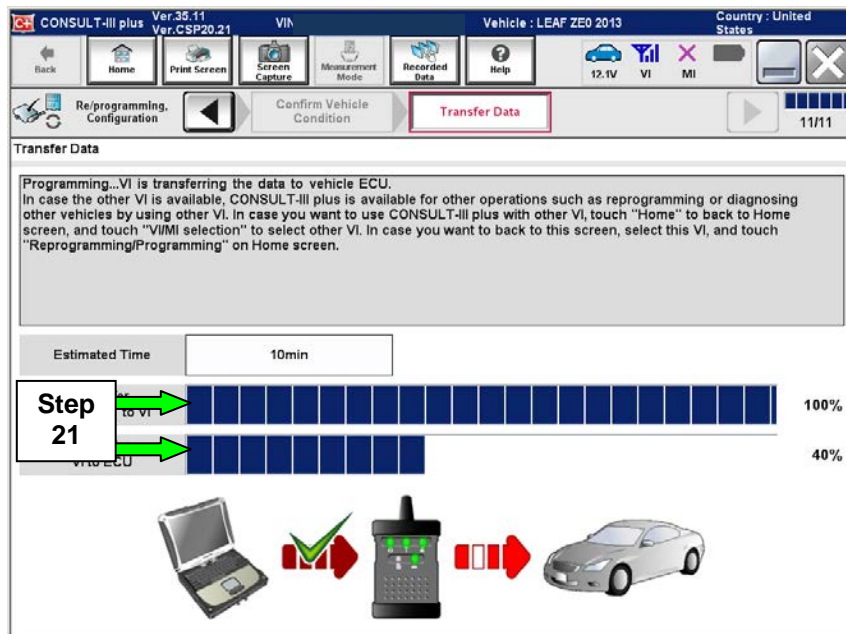 C+ CONSULT-III plus Ver.35.11 VIN Vehicle : LEAF ZE0 2013 Country : United
Ver.CSP20.21 States
Back Home Print Screen Screen Capture Measurement Mode Recorded Data Help 12.1V VI MI
Re/programming, Configuration
Confirm Vehicle Condition
Transfer Data
11/11
Transfer Data
Programming...VI is transferring the data to vehicle ECU.
In case the other VI is available, CONSULT-III plus is available for other operations such as reprogramming or diagnosing
other vehicles by using other VI. In case you want to use CONSULT-III plus with other VI, touch "Home" to back to Home
screen, and touch "VI/MI selection" to select other VI. In case you want to back to this screen, select this VI, and touch
"Reprogramming/Programming" on Home screen.
Estimated Time 10min
Step
21
to VI 100%
VI to ECU 40%